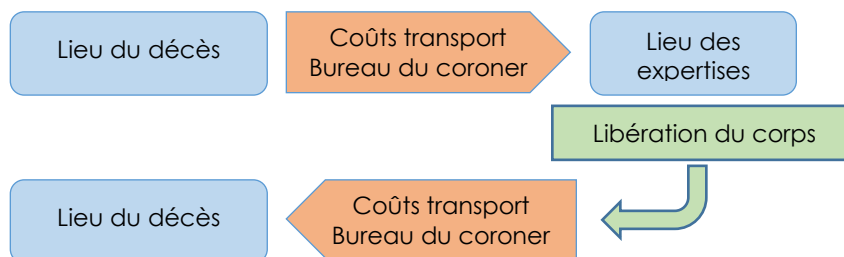 Lieu du décès
Coûts transport
Bureau du coroner
Lieu des
expertises
Libération du corps
Lieu du décès
Coûts transport
Bureau du coroner